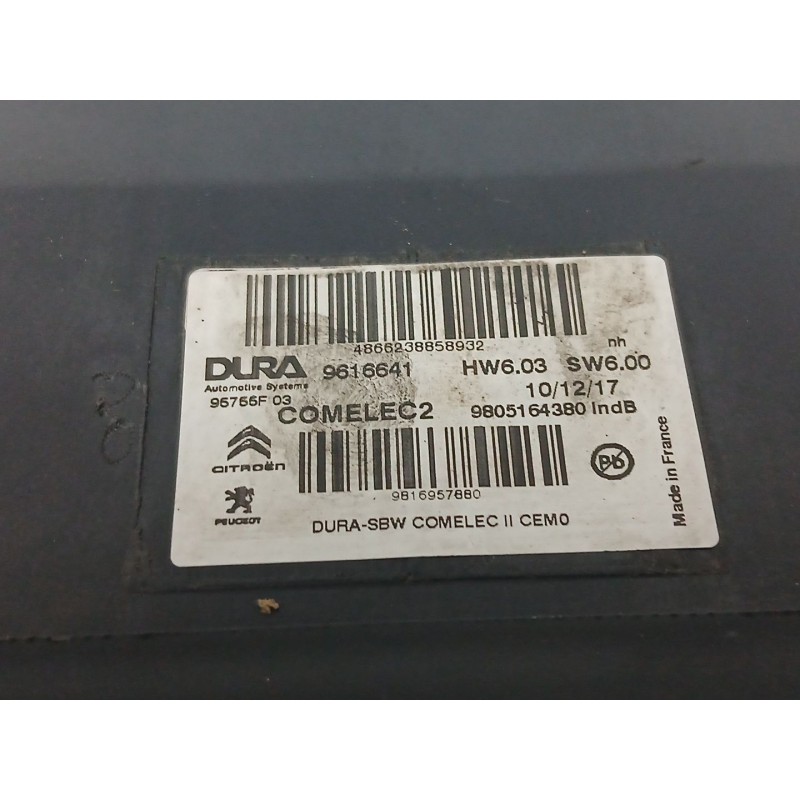 4866238858932
nh
DURA 9616641 HW6.03 SW6.00
Automotive Systems 10/12/17
96766F 03 COMELEC2 9805164380 IndB
CITROËN
9816957880
PEUGEOT
DURA-SBW COMELEC II CEM0
Pb
Made in France